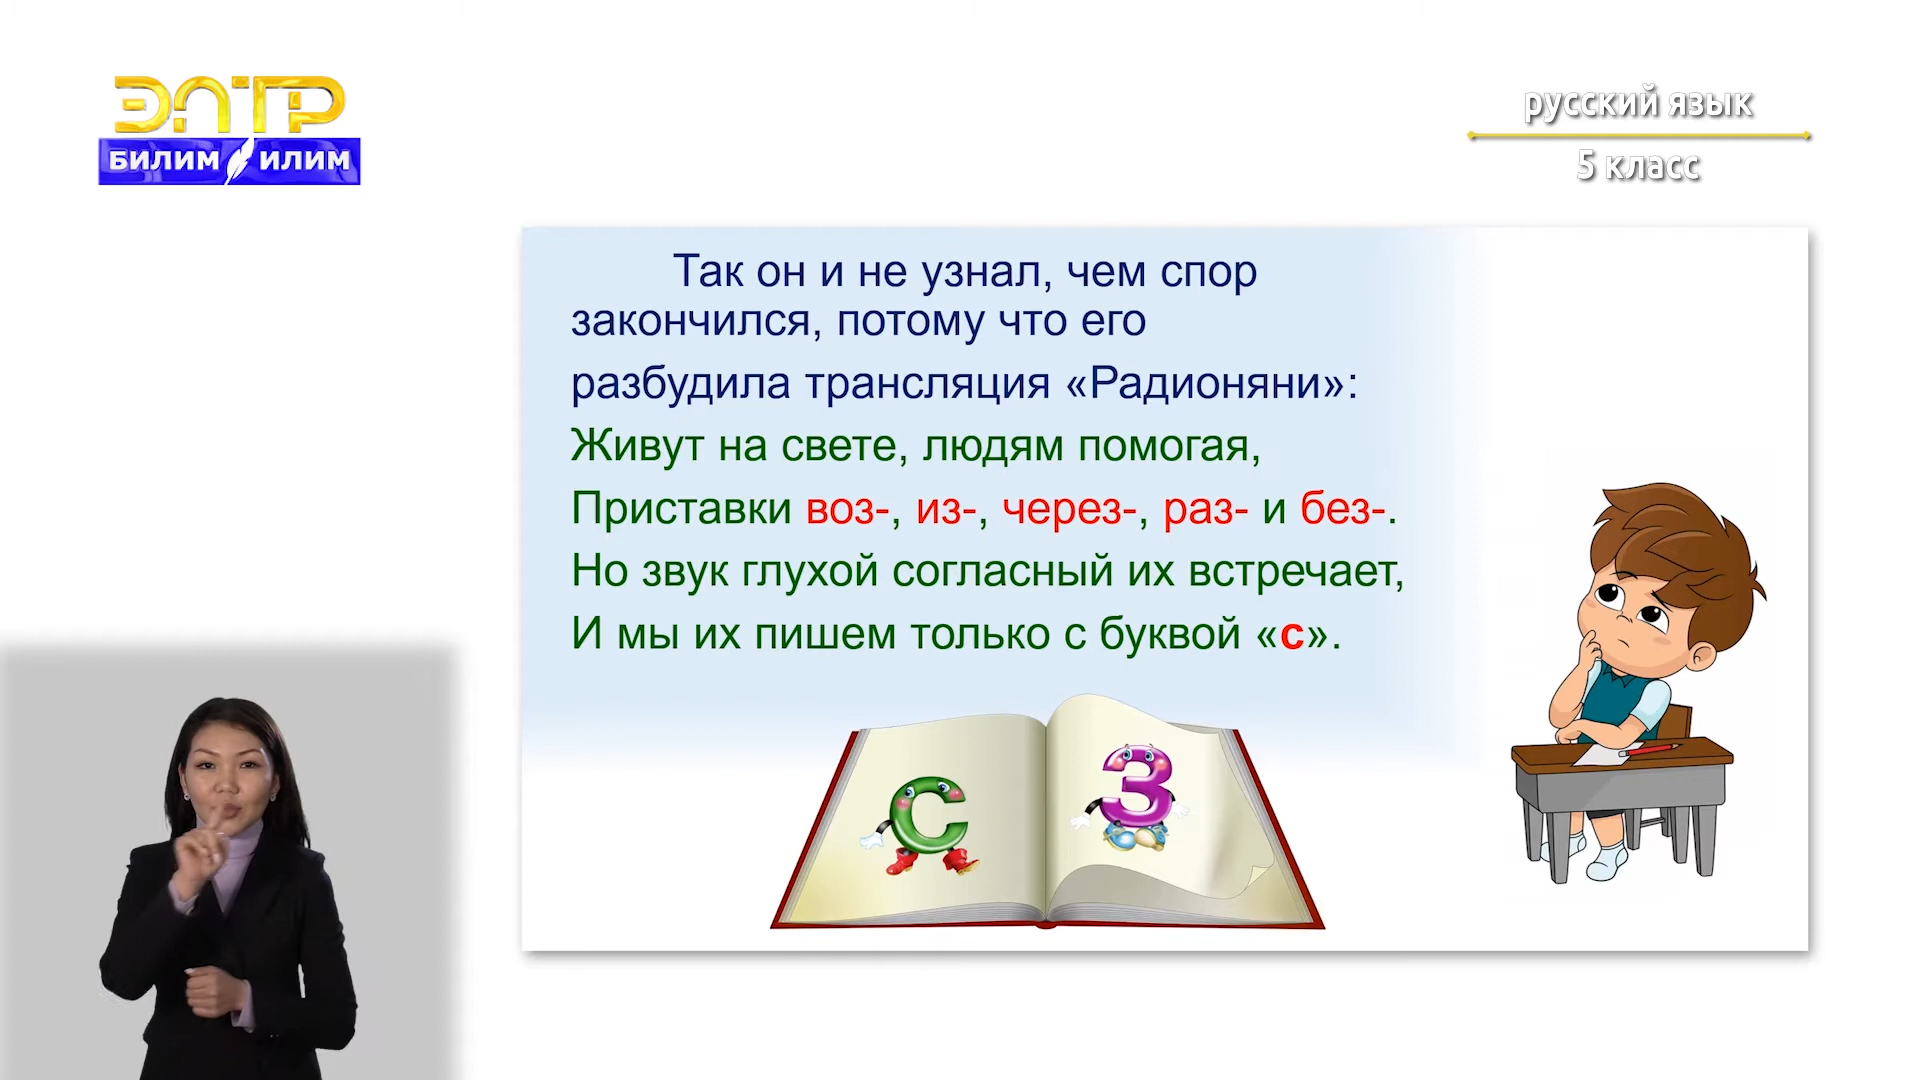 ЭЛТР
БИЛИМ ИЛИМ
русский язык
5 класс
Так он и не узнал, чем спор
закончился, потому что его
разбудила трансляция «Радионяни»:
Живут на свете, людям помогая,
Приставки воз-, из-, через-, раз- и без-.
Но звук глухой согласный их встречает,
И мы их пишем только с буквой «с».
С
З